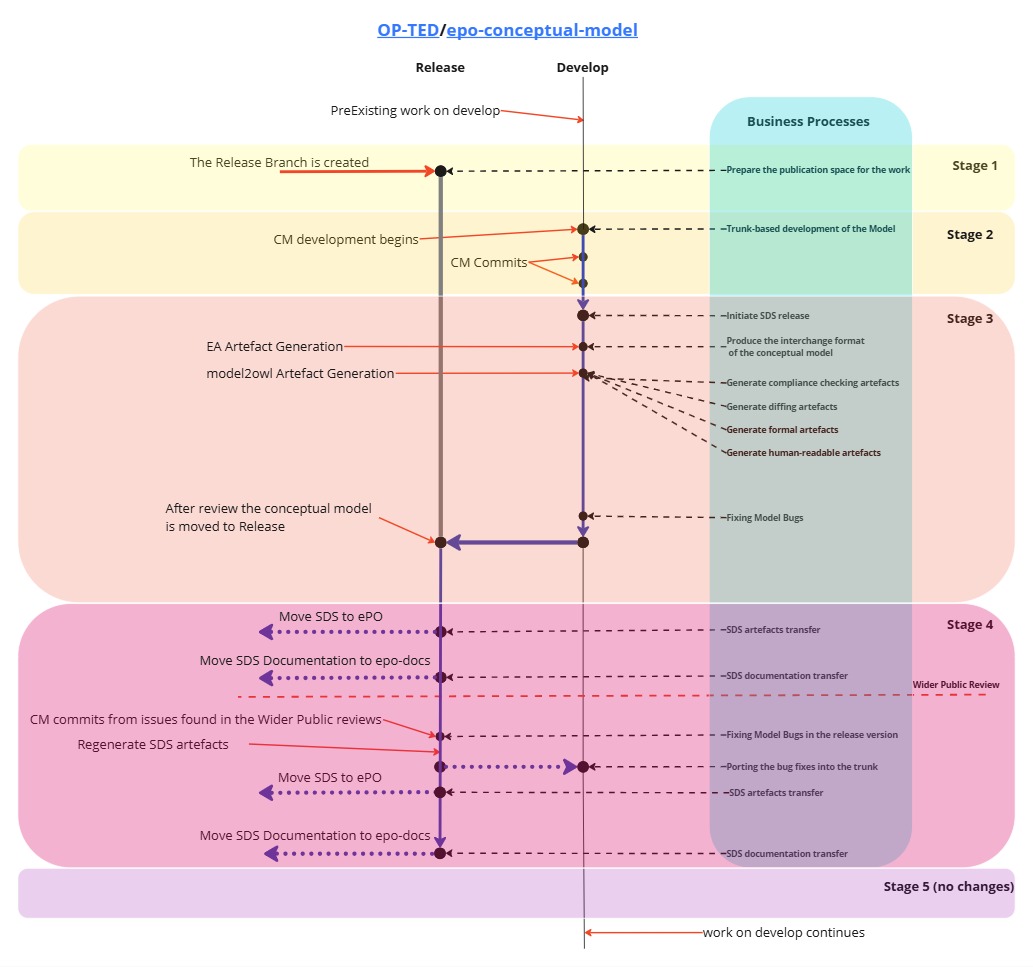 OP-TED/epo-conceptual-model
Release
Develop
PreExisting work on develop
Business Processes
The Release Branch is created
Prepare the publication space for the work
Stage 1
CM development begins
Trunk-based development of the Model
Stage 2
CM Commits
Initiate SDS release
Stage 3
EA Artefact Generation
Produce the interchange format
of the conceptual model
model2owl Artefact Generation
Generate compliance checking artefacts
Generate diffing artefacts
Generate formal artefacts
Generate human-readable artefacts
After review the conceptual model
is moved to Release
Fixing Model Bugs
Move SDS to ePO
SDS artefacts transfer
Stage 4
Move SDS Documentation to epo-docs
SDS documentation transfer
Wider Public Review
CM commits from issues found in the Wider Public reviews
Fixing Model Bugs in the release version
Regenerate SDS artefacts
Porting the bug fixes into the trunk
Move SDS to ePO
SDS artefacts transfer
Move SDS Documentation to epo-docs
SDS documentation transfer
Stage 5 (no changes)
work on develop continues